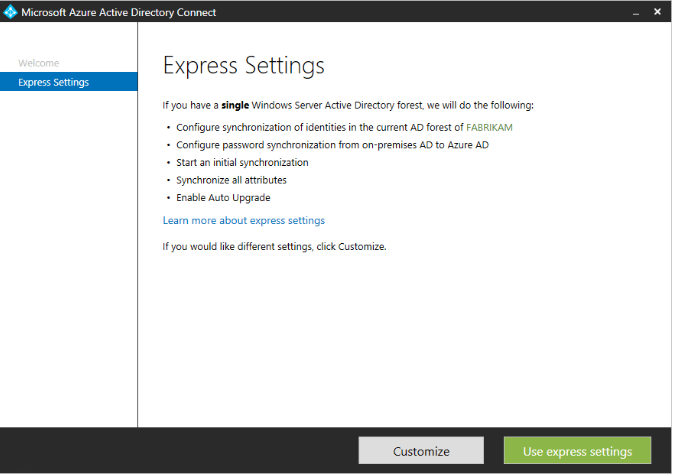 Microsoft Azure Active Directory Connect
Welcome
Express Settings
Express Settings
If you have a single Windows Server Active Directory forest, we will do the following:
• Configure synchronization of identities in the current AD forest of FABRIKAM
• Configure password synchronization from on-premises AD to Azure AD
• Start an initial synchronization
• Synchronize all attributes
• Enable Auto Upgrade
Learn more about express settings
If you would like different settings, click Customize.
Customize
Use express settings